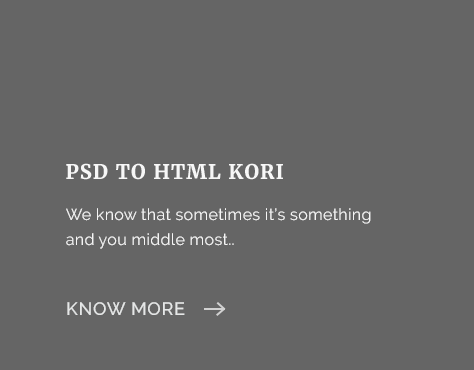 PSD TO HTML KORI
We know that sometimes it's something
and you middle most..
KNOW MORE